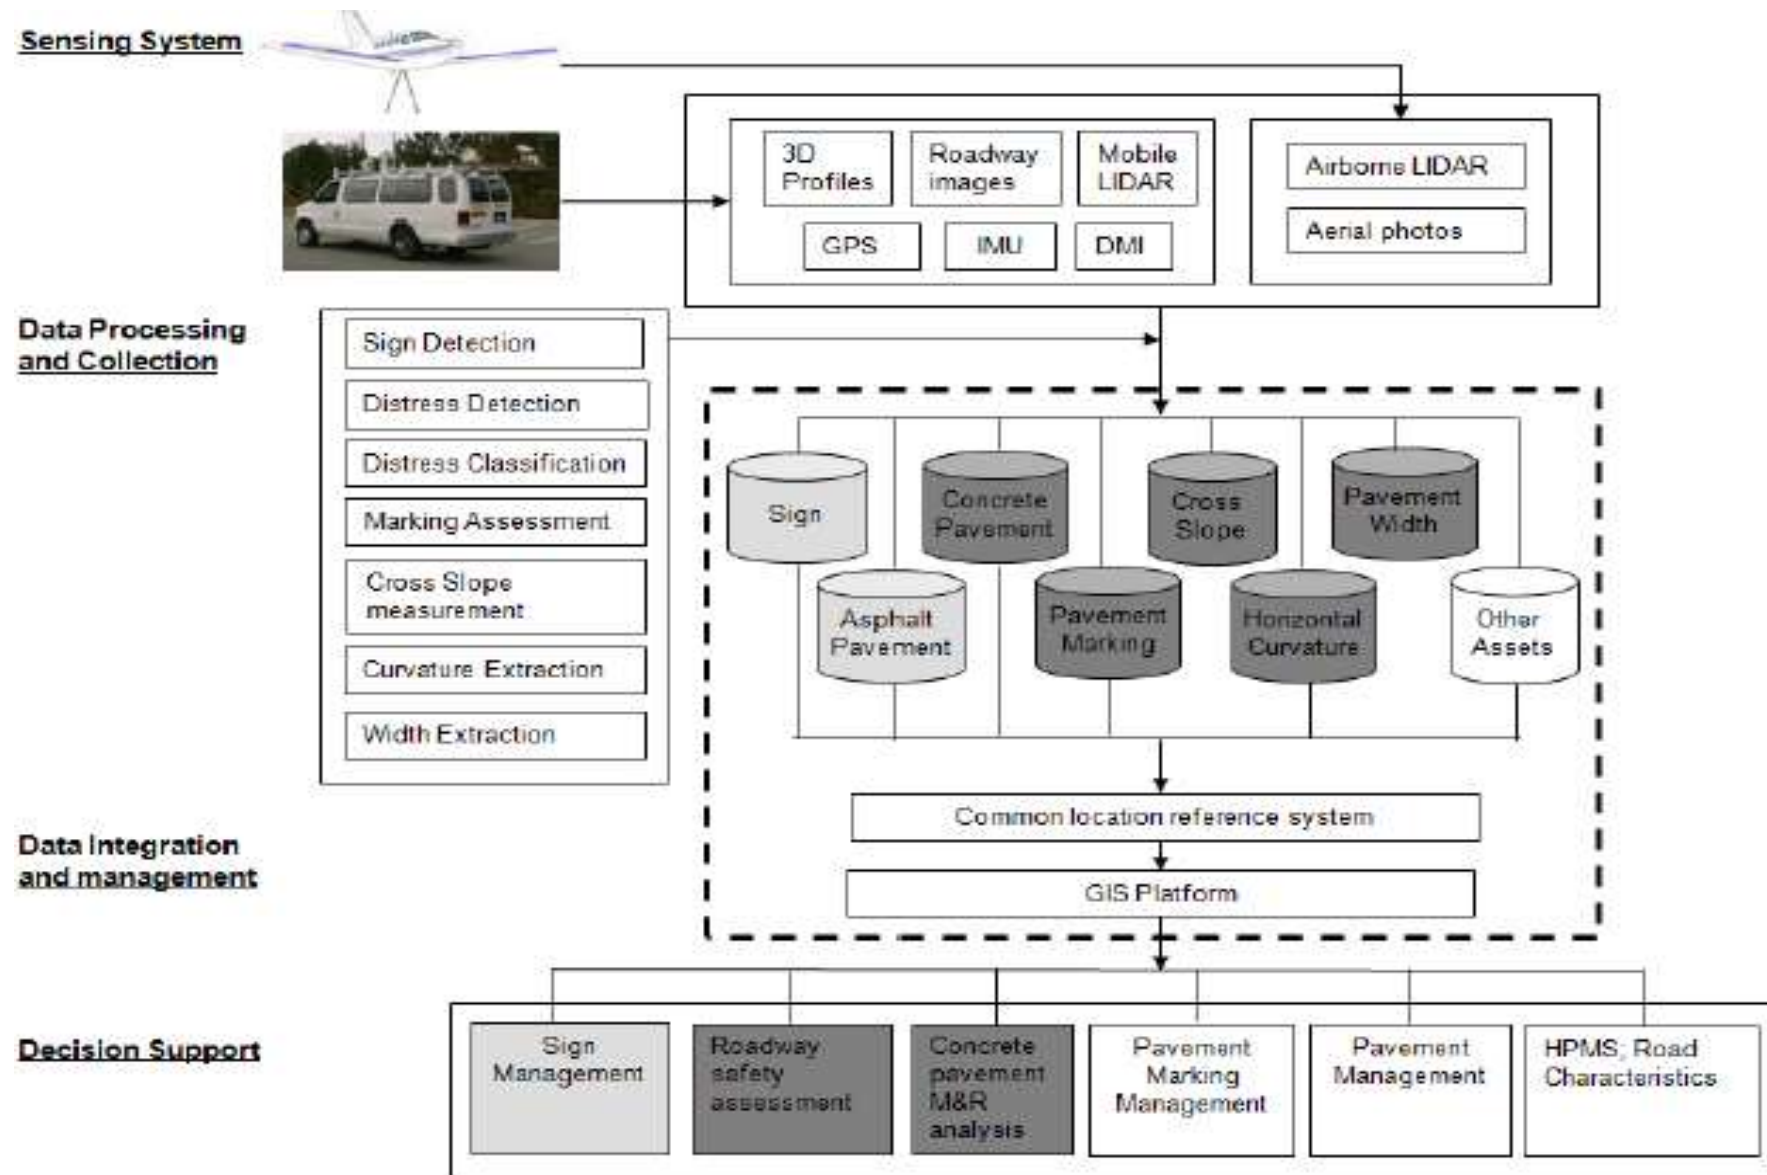 Sensing System
3D
Profiles
Roadway
images
Mobile
LIDAR
GPS
IMU
DMI
Airborne LIDAR
Aerial photos
Data Processing
and Collection
Sign Detection
Distress Detection
Distress Classification
Marking Assessment
Cross Slope
measurement
Curvature Extraction
Width Extraction
Sign
Concrete
Pavement
Cross
Slope
Pavement
Width
Asphalt
Pavement
Pavement
Marking
Horizontal
Curvature
Other
Assets
Data Integration
and management
Common location reference system
GIS Platform
Decision Support
Sign
Management
Roadway
safety
assessment
Concrete
pavement
M&R
analysis
Pavement
Marking
Management
Pavement
Management
HPMS, Road
Characteristics